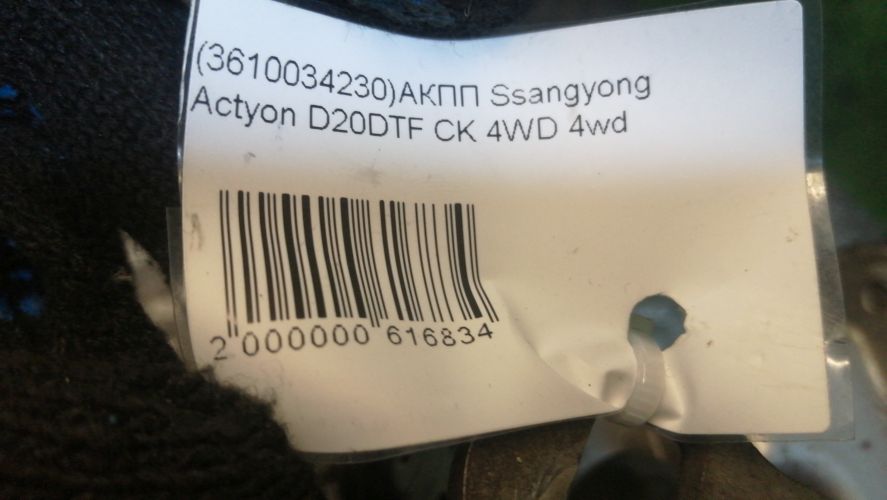 (3610034230)АКПП Ssangyong
Actyon D20DTF CK 4WD 4wd
2 000000 616834